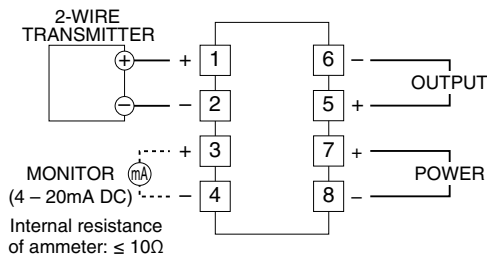 2-WIRE
TRANSMITTER
+ + 1
− − 2
+ 3
mA
− 4
MONITOR
(4 – 20mA DC)
Internal resistance
of ammeter: ≤ 10Ω
6 −
5 +
OUTPUT
7 +
8 −
POWER